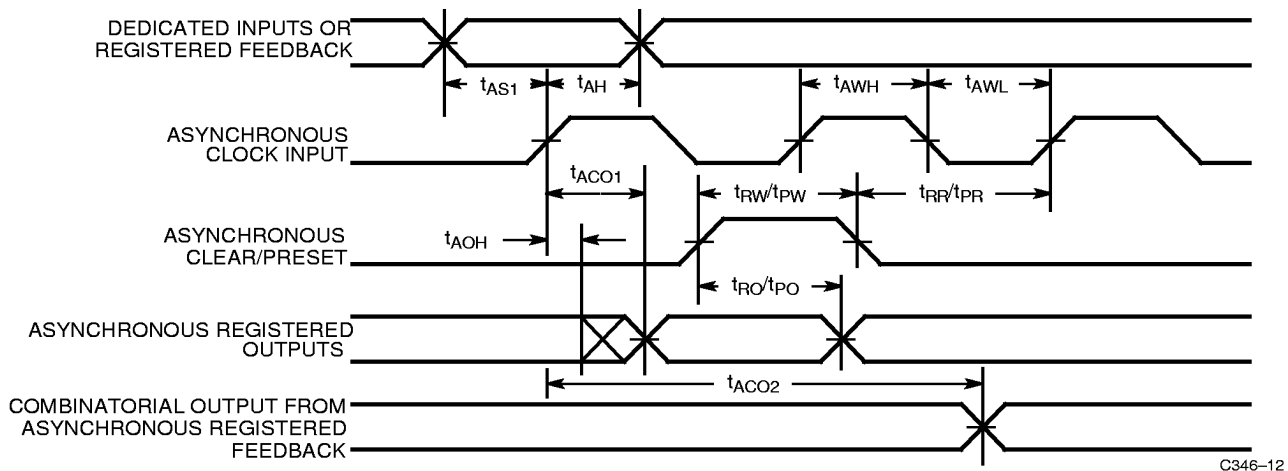 DEDICATED INPUTS OR
REGISTERED FEEDBACK
tAS1
tAH
tAWH
tAWL
ASYNCHRONOUS
CLOCK INPUT
tACO1
tRW/tPW
tRR/tPR
ASYNCHRONOUS
CLEAR/PRESET
tAOH
tRO/tPO
ASYNCHRONOUS REGISTERED
OUTPUTS
tACO2
COMBINATORIAL OUTPUT FROM
ASYNCHRONOUS REGISTERED
FEEDBACK
C346–12